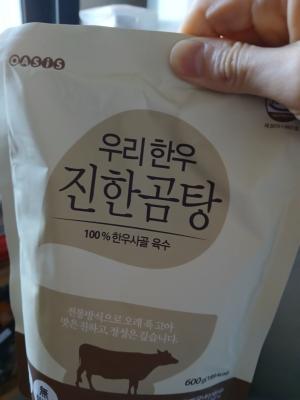 OASIS
우리 한우
진한곰탕
100% 한우사골 육수
전통방식으로 오래 푹 고아
맛은 진하고, 정성은 깊습니다.
600g
無